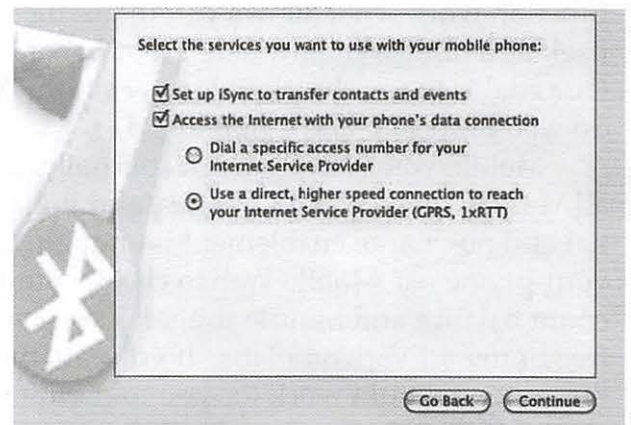 Select the services you want to use with your mobile phone:
Set up iSync to transfer contacts and events
Access the Internet with your phone's data connection
Dial a specific access number for your
Internet Service Provider
Use a direct, higher speed connection to reach
your Internet Service Provider (GPRS, 1xRTT)
Go Back
Continue